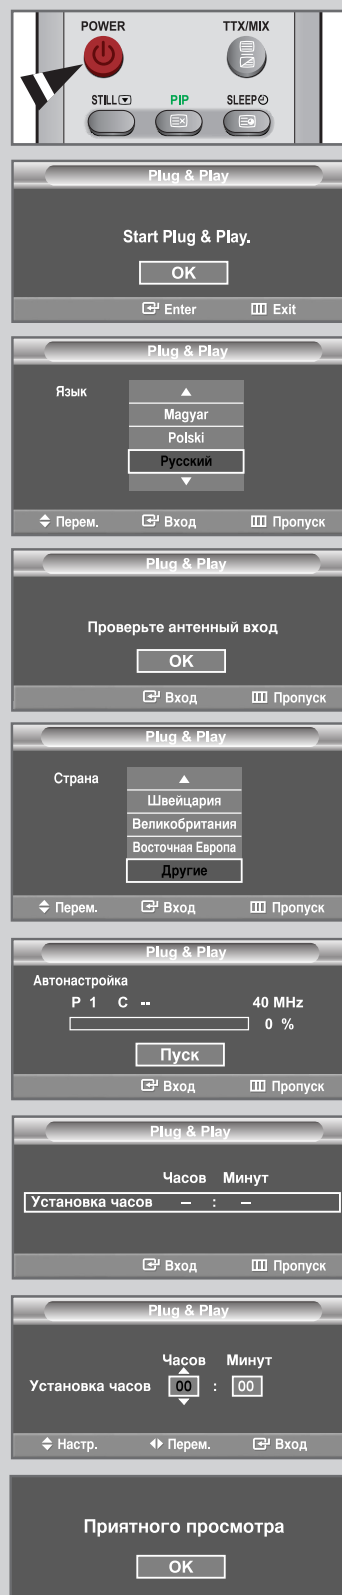 POWER TTX/MIX
STILL PIP SLEEP
Plug & Play
Start Plug & Play.
OK
Enter Exit
Plug & Play
Язык
Magyar
Polski
Русский
Перем. Вход Пропуск
Plug & Play
Проверьте антенный вход
OK
Вход Пропуск
Plug & Play
Страна
Швейцария
Великобритания
Восточная Европа
Другие
Перем. Вход Пропуск
Plug & Play
Автонастройка
P 1 C -- 40 MHz
0 %
Пуск
Вход Пропуск
Plug & Play
Часов Минут
Установка часов – : –
Вход Пропуск
Plug & Play
Часов Минут
Установка часов 00 : 00
Настр. Перем. Вход
Приятного просмотра
OK